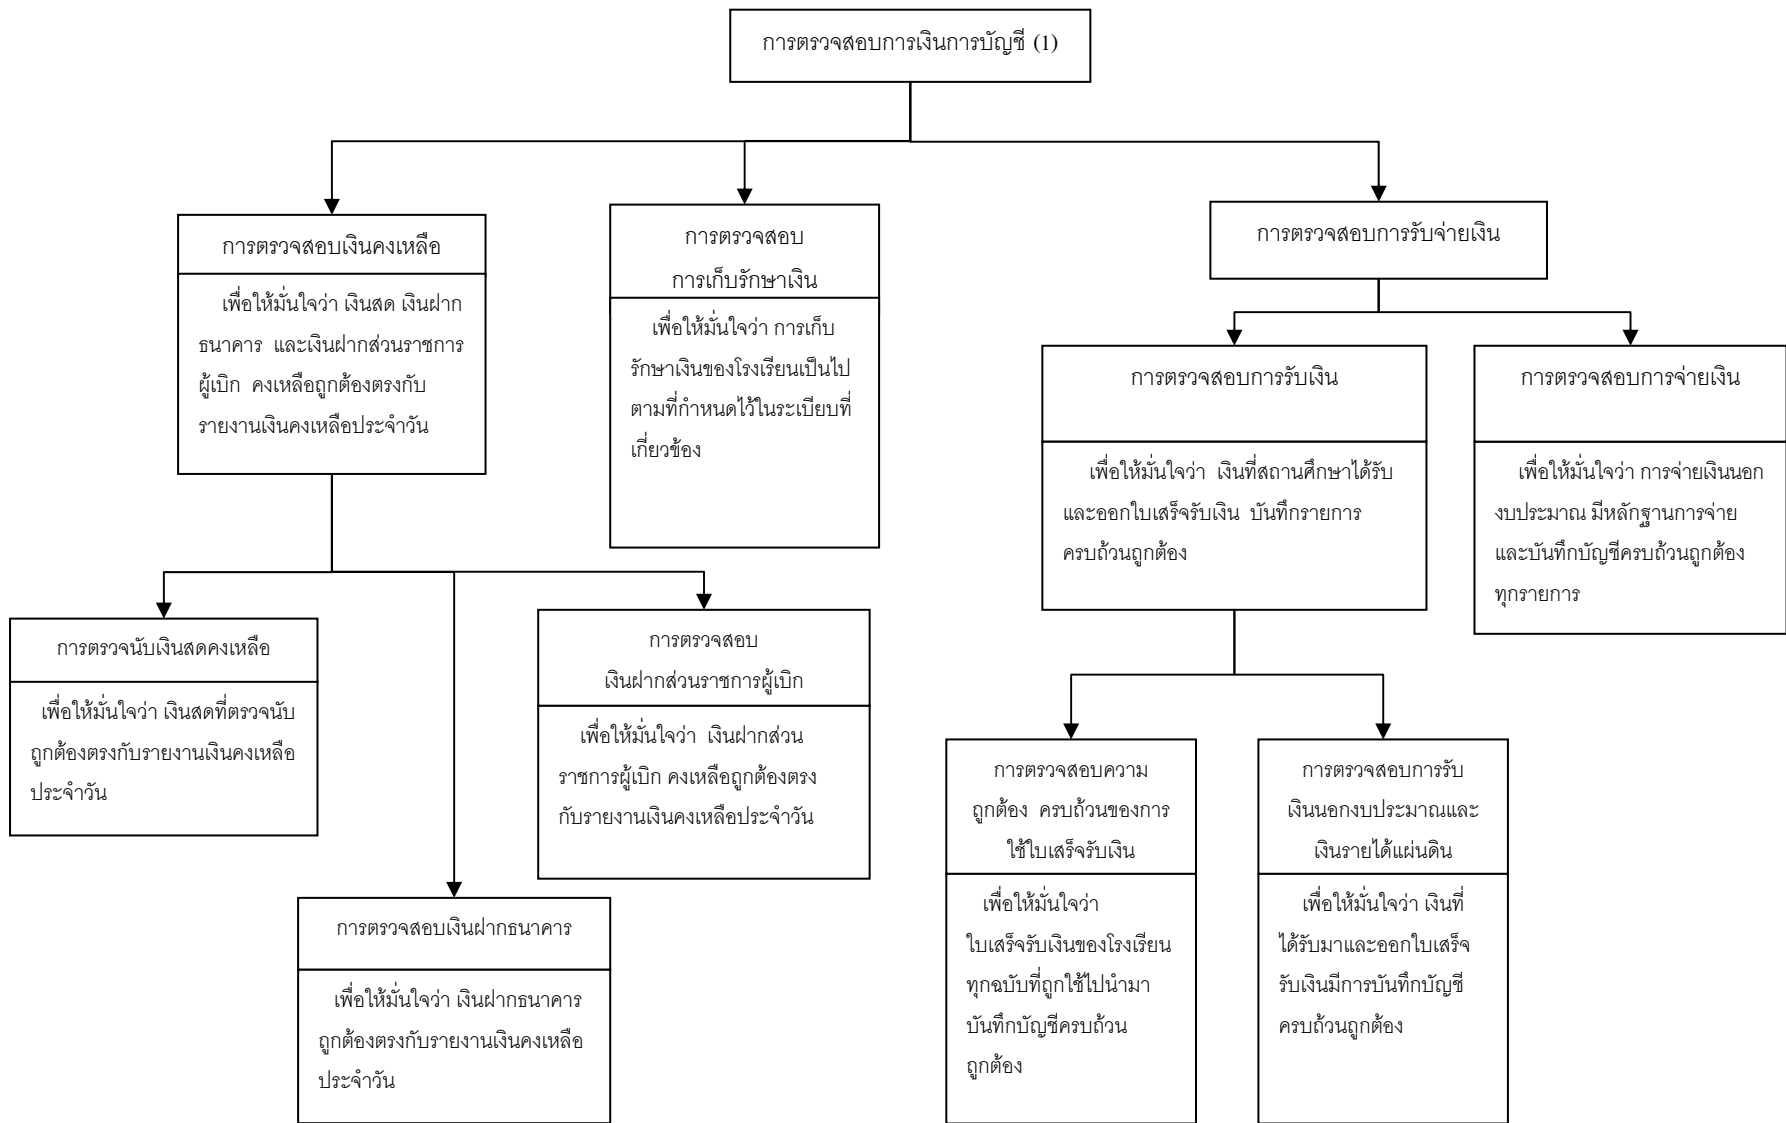 การตรวจสอบการเงินการบัญชี (1)
การตรวจสอบเงินคงเหลือ
เพื่อให้มั่นใจว่า เงินสด เงินฝาก
ธนาคาร และเงินฝากส่วนราชการ
ผู้เบิก คงเหลือถูกต้องตรงกับ
รายงานเงินคงเหลือประจำวัน
การตรวจสอบ
การเก็บรักษาเงิน
เพื่อให้มั่นใจว่า การเก็บ
รักษาเงินของโรงเรียนเป็นไป
ตามที่กำหนดไว้ในระเบียบที่
เกี่ยวข้อง
การตรวจสอบการรับจ่ายเงิน
การตรวจสอบการรับเงิน
เพื่อให้มั่นใจว่า เงินที่สถานศึกษาได้รับ
และออกใบเสร็จรับเงิน บันทึกรายการ
ครบถ้วนถูกต้อง
การตรวจสอบการจ่ายเงิน
เพื่อให้มั่นใจว่า การจ่ายเงินนอก
งบประมาณ มีหลักฐานการจ่าย
และบันทึกบัญชีครบถ้วนถูกต้อง
ทุกรายการ
การตรวจนับเงินสดคงเหลือ
เพื่อให้มั่นใจว่า เงินสดที่ตรวจนับ
ถูกต้องตรงกับรายงานเงินคงเหลือ
ประจำวัน
การตรวจสอบ
เงินฝากส่วนราชการผู้เบิก
เพื่อให้มั่นใจว่า เงินฝากส่วน
ราชการผู้เบิก คงเหลือถูกต้องตรง
กับรายงานเงินคงเหลือประจำวัน
การตรวจสอบเงินฝากธนาคาร
เพื่อให้มั่นใจว่า เงินฝากธนาคาร
ถูกต้องตรงกับรายงานเงินคงเหลือ
ประจำวัน
การตรวจสอบความ
ถูกต้อง ครบถ้วนของการ
ใช้ใบเสร็จรับเงิน
เพื่อให้มั่นใจว่า
ใบเสร็จรับเงินของโรงเรียน
ทุกฉบับที่ถูกใช้ไปนำมา
บันทึกบัญชีครบถ้วน
ถูกต้อง
การตรวจสอบการรับ
เงินนอกงบประมาณและ
เงินรายได้แผ่นดิน
เพื่อให้มั่นใจว่า เงินที่
ได้รับมาและออกใบเสร็จ
รับเงินมีการบันทึกบัญชี
ครบถ้วนถูกต้อง